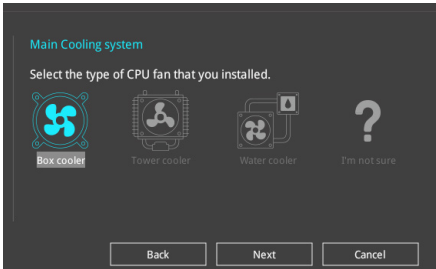 Main Cooling system
Select the type of CPU fan that you installed.
Box cooler
Tower cooler
Water cooler
I'm not sure
Back
Next
Cancel